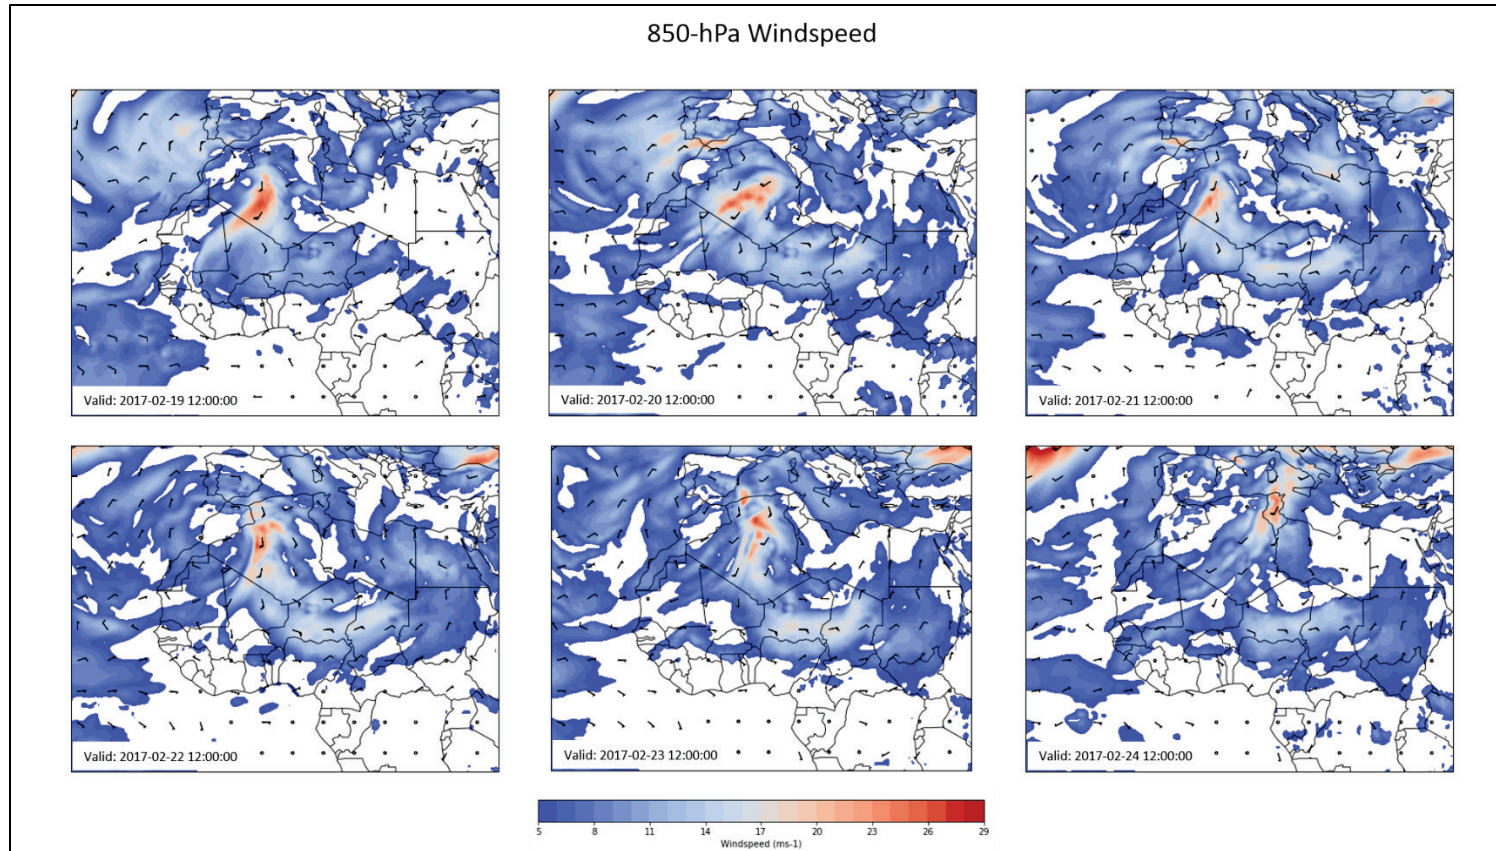 850-hPa Windspeed
Valid: 2017-02-19 12:00:00
Valid: 2017-02-20 12:00:00
Valid: 2017-02-21 12:00:00
Valid: 2017-02-22 12:00:00
Valid: 2017-02-23 12:00:00
Valid: 2017-02-24 12:00:00
5 8 11 14 17 20 23 26 29
Windspeed (ms-1)